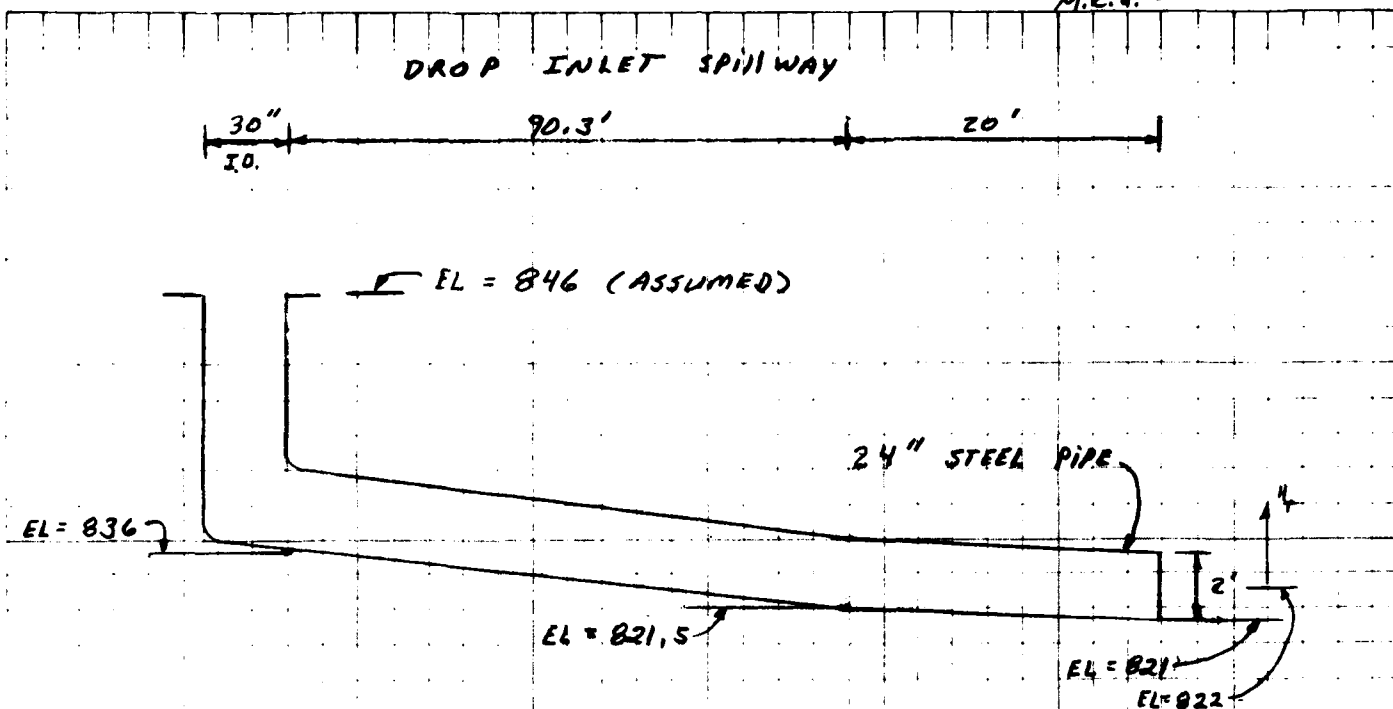 DROP INLET SPillWAY
30" 90.3' 20'
I.D.
EL = 846 (ASSUMED)
24" STEEL PiPE
EL = 836
2'
EL = 821.5
EL = 821
EL = 822